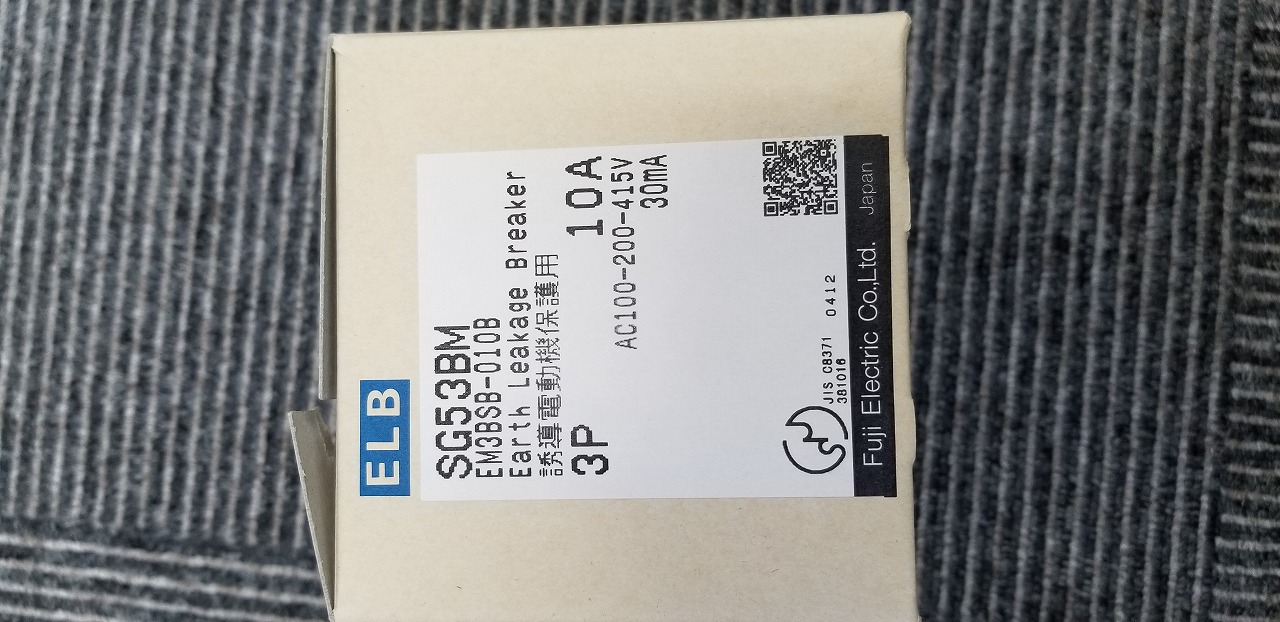 ELB
SG53BM
EM3BSB-010B
Earth Leakage Breaker
誘導電動機保護用
3P 10A
AC100-200-415V
30mA
JIS C8371 0412
381016
Fuji Electric Co.,Ltd. Japan